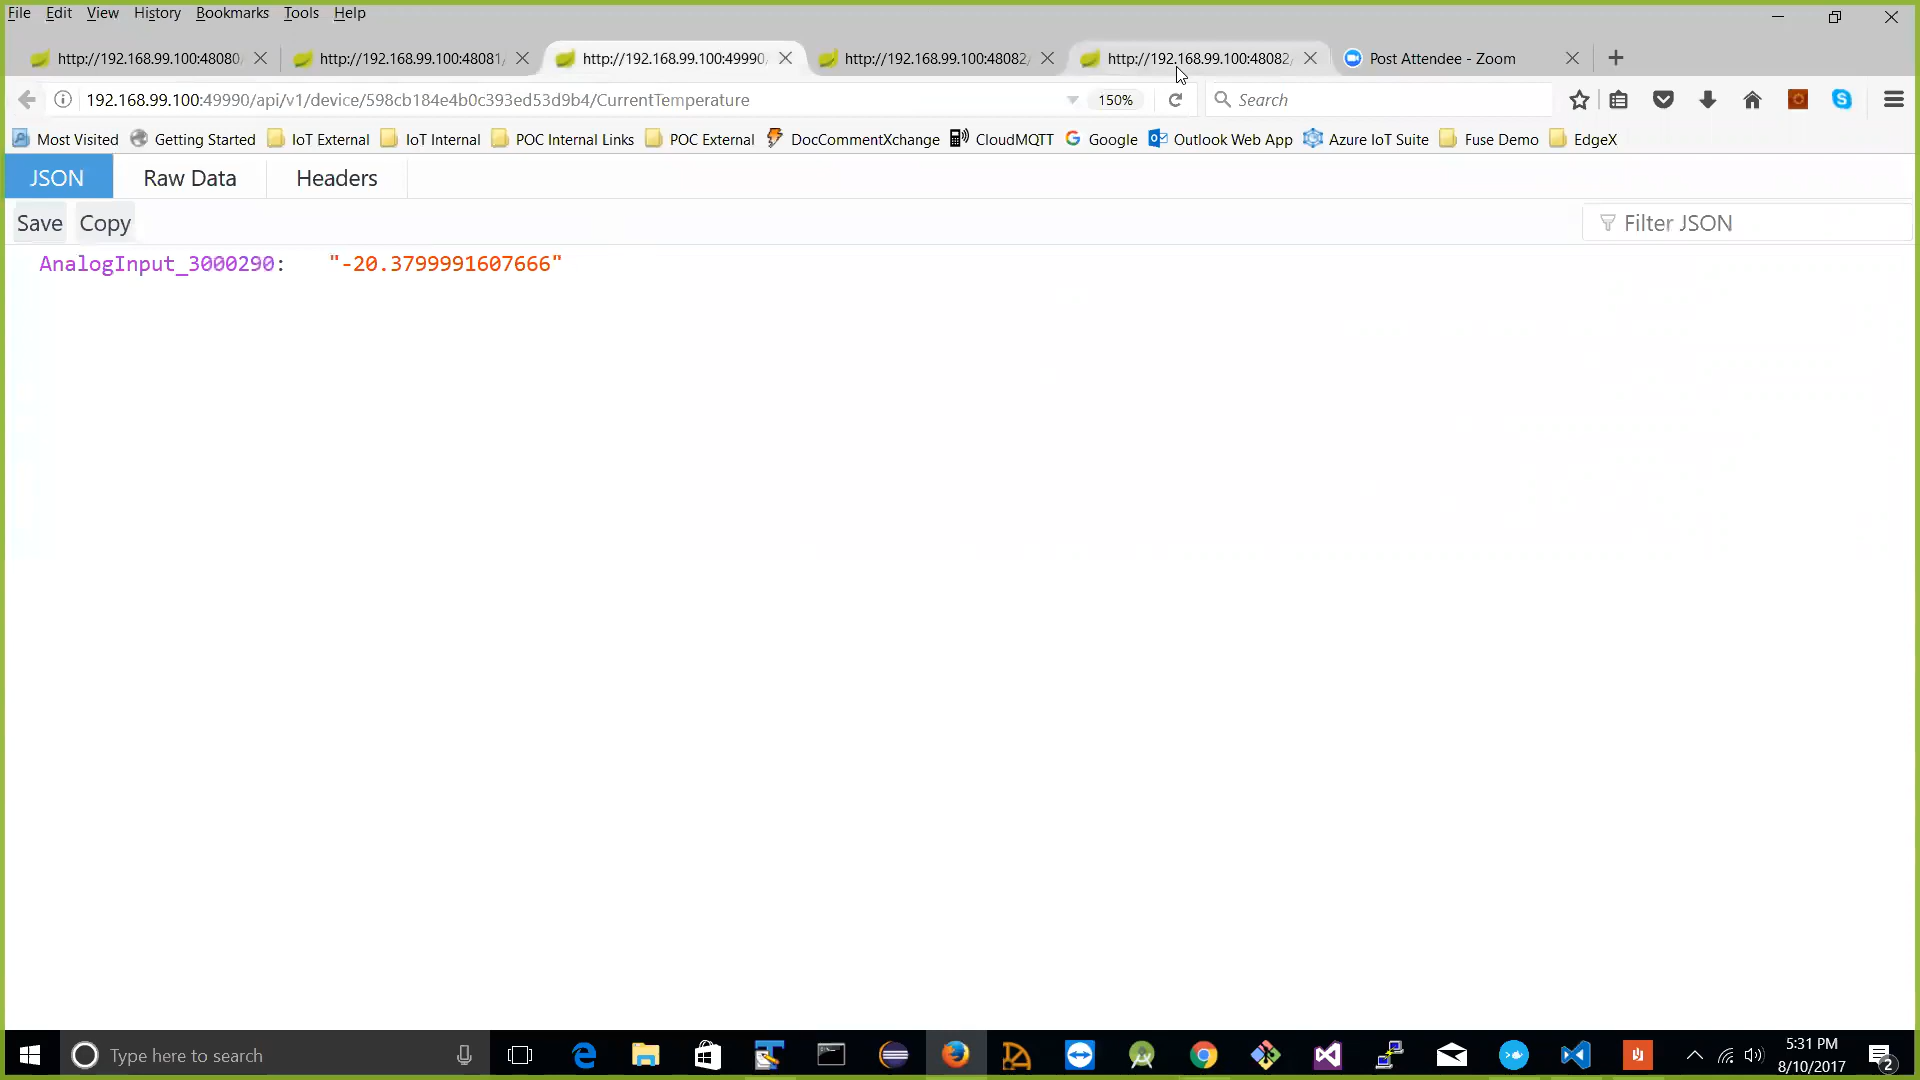 File Edit View History Bookmarks Tools Help
http://192.168.99.100:48080/ http://192.168.99.100:48081/ http://192.168.99.100:49990/ http://192.168.99.100:48082/ http://192.168.99.100:48082/ Post Attendee - Zoom
192.168.99.100:49990/api/v1/device/598cb184e4b0c393ed53d9b4/CurrentTemperature 150% Search
Most Visited Getting Started IoT External IoT Internal POC Internal Links POC External DocCommentXchange CloudMQTT Google Outlook Web App Azure IoT Suite Fuse Demo EdgeX
JSON Raw Data Headers
Save Copy Filter JSON
AnalogInput_3000290: "-20.3799991607666"
Type here to search 5:31 PM
8/10/2017 2